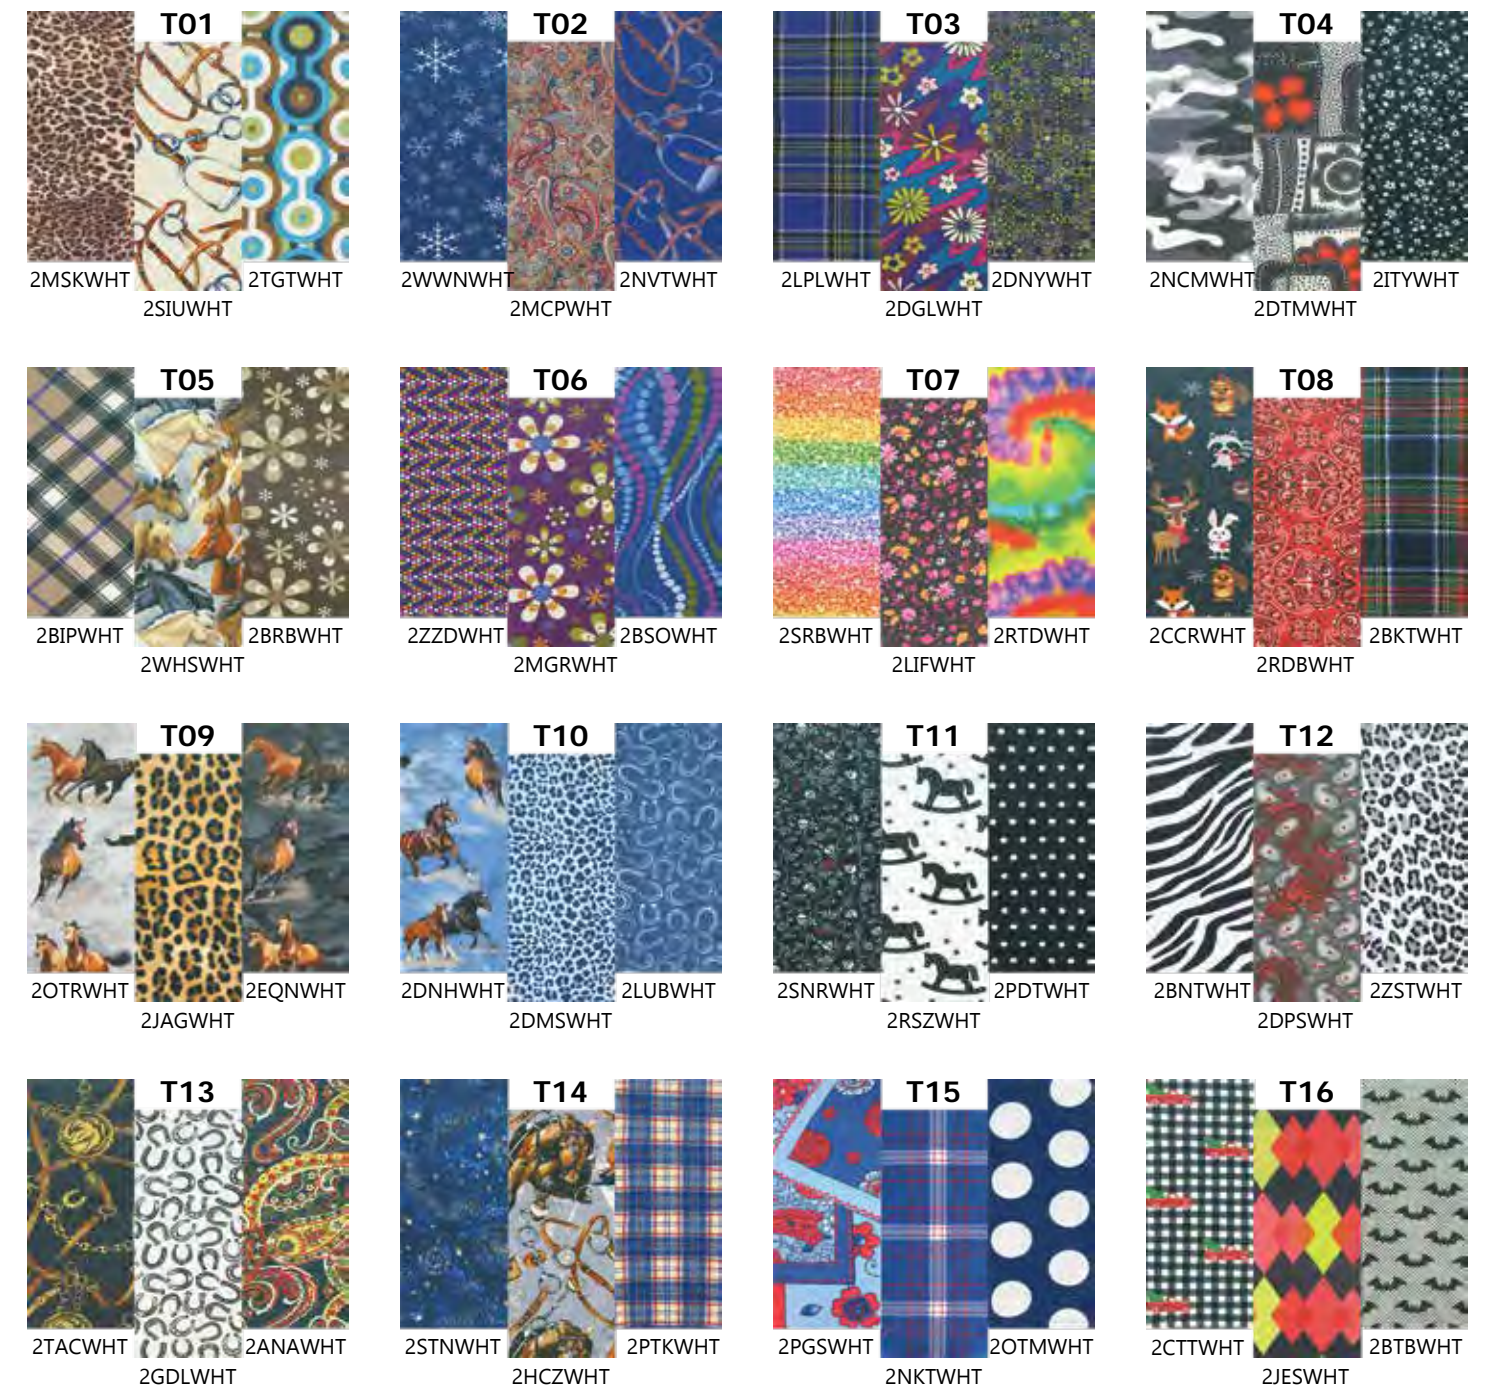 T01 T02 T03 T04
2MSKWHT 2TGTWHT 2WWNWHT 2NVTWHT 2LPLWHT 2DNYWHT 2NCMWHT 2ITYWHT
2SIUWHT 2MCPWHT 2DGLWHT 2DTMWHT
T05 T06 T07 T08
2BIPWHT 2BRBWHT 2ZZDWHT 2BSOWHT 2SRBWHT 2RTDWHT 2CCRWHT 2BKTWHT
2WHSWHT 2MGRWHT 2LIFWHT 2RDBWHT
T09 T10 T11 T12
2OTRWHT 2EQNWHT 2DNHWHT 2LUBWHT 2SNRWHT 2PDTWHT 2BNTWHT 2ZSTWHT
2JAGWHT 2DMSWHT 2RSZWHT 2DPSWHT
T13 T14 T15 T16
2TACWHT 2ANAWHT 2STNWHT 2PTKWHT 2PGSWHT 2OTMWHT 2CTTWHT 2BTBWHT
2GDLWHT 2HCZWHT 2NKTWHT 2JESWHT